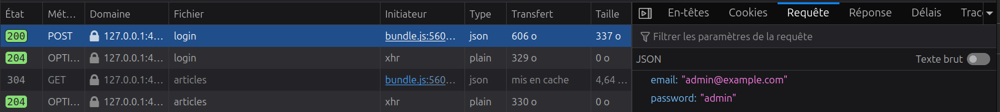 État Mét… Domaine Fichier Initiateur Type Transfert Taille
200 POST 127.0.0.1:4… login bundle.js:560… json 606 o 337 o
204 OPTI… 127.0.0.1:4… login xhr plain 329 o 0 o
304 GET 127.0.0.1:4… articles bundle.js:560… json mis en cache 4,64 …
204 OPTI… 127.0.0.1:4… articles xhr plain 330 o 0 o
En-têtes Cookies Requête Réponse Délais
Filtrer les paramètres de la requête
JSON Texte brut
email: "admin@example.com"
password: "admin"